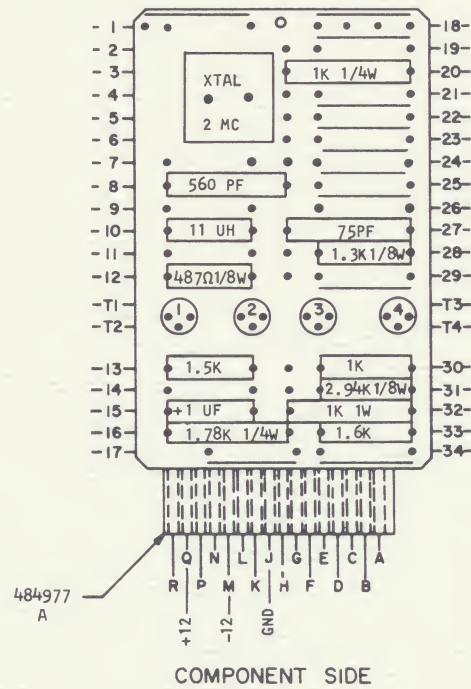 - 1 18-
- 2 19-
- 3 XTAL 1K 1/4W 20-
- 4 21-
- 5 2 MC 22-
- 6 23-
- 7 24-
- 8 560 PF 25-
- 9 26-
- 10 11 UH 75PF 27-
- 11 1.3K 1/8W 28-
- 12 487Ω1/8W 29-
-T1 1 2 3 4 T3-
-T2 T4-
- 13 1.5K 1K 30-
- 14 2.94K 1/8W 31-
- 15 +1 UF 1K 1W 32-
- 16 1.78K 1/4W 1.6K 33-
- 17 34-
Q N L J G E C A
R P M K H F D B
484977
A
+12 -12 GND
COMPONENT SIDE